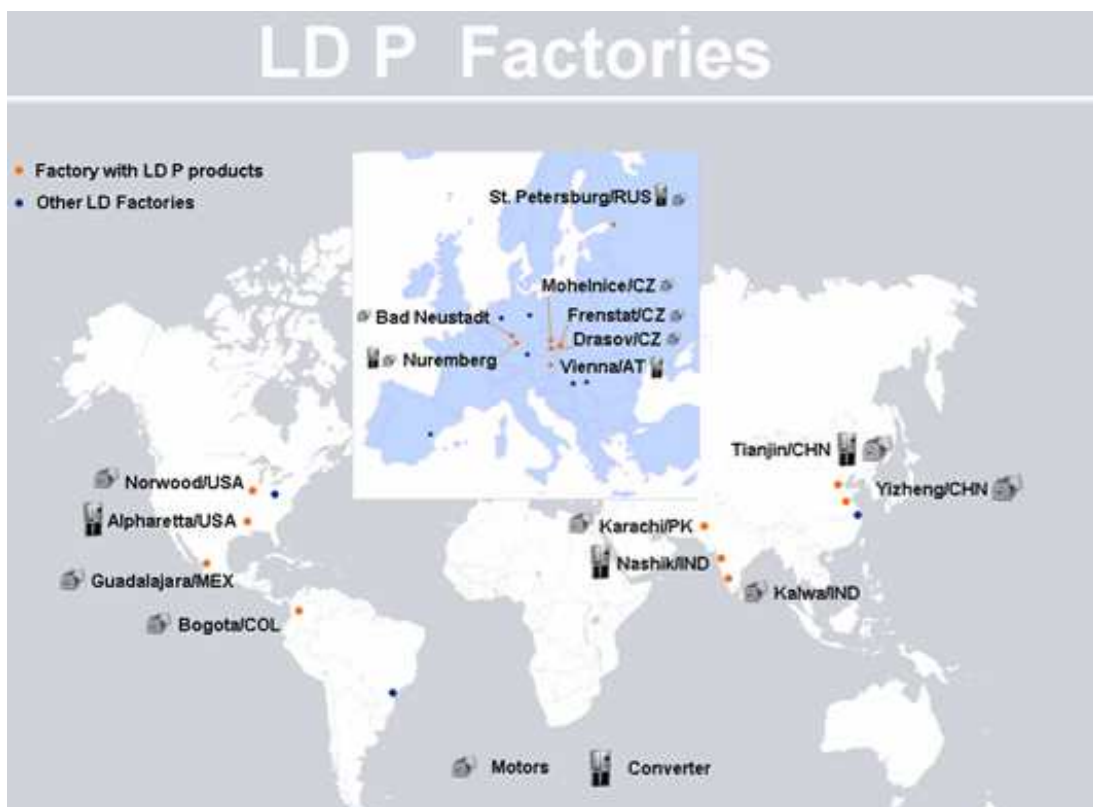 LD P Factories
Factory with LD P products
Other LD Factories
St. Petersburg/RUS
Mohelnice/CZ
Bad Neustadt
Frenstat/CZ
Drasov/CZ
Nuremberg
Vienna/AT
Tianjin/CHN
Norwood/USA
Yizheng/CHN
Alpharetta/USA
Karachi/PK
Nashik/IND
Guadalajara/MEX
Kalwa/IND
Bogota/COL
Motors
Converter